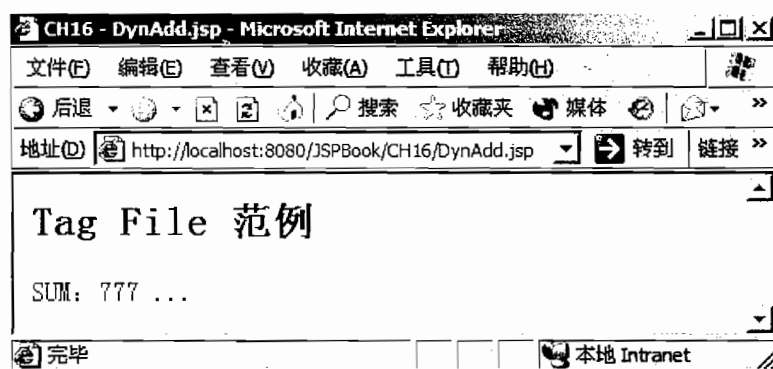 CH16 - DynAdd.jsp - Microsoft Internet Explorer
文件(F) 编辑(E) 查看(V) 收藏(A) 工具(T) 帮助(H)
后退 搜索 收藏夹 媒体 »
地址(D) http://localhost:8080/JSPBook/CH16/DynAdd.jsp 转到 链接 »
Tag File 范例
SUM: 777 ...
完毕 本地 Intranet